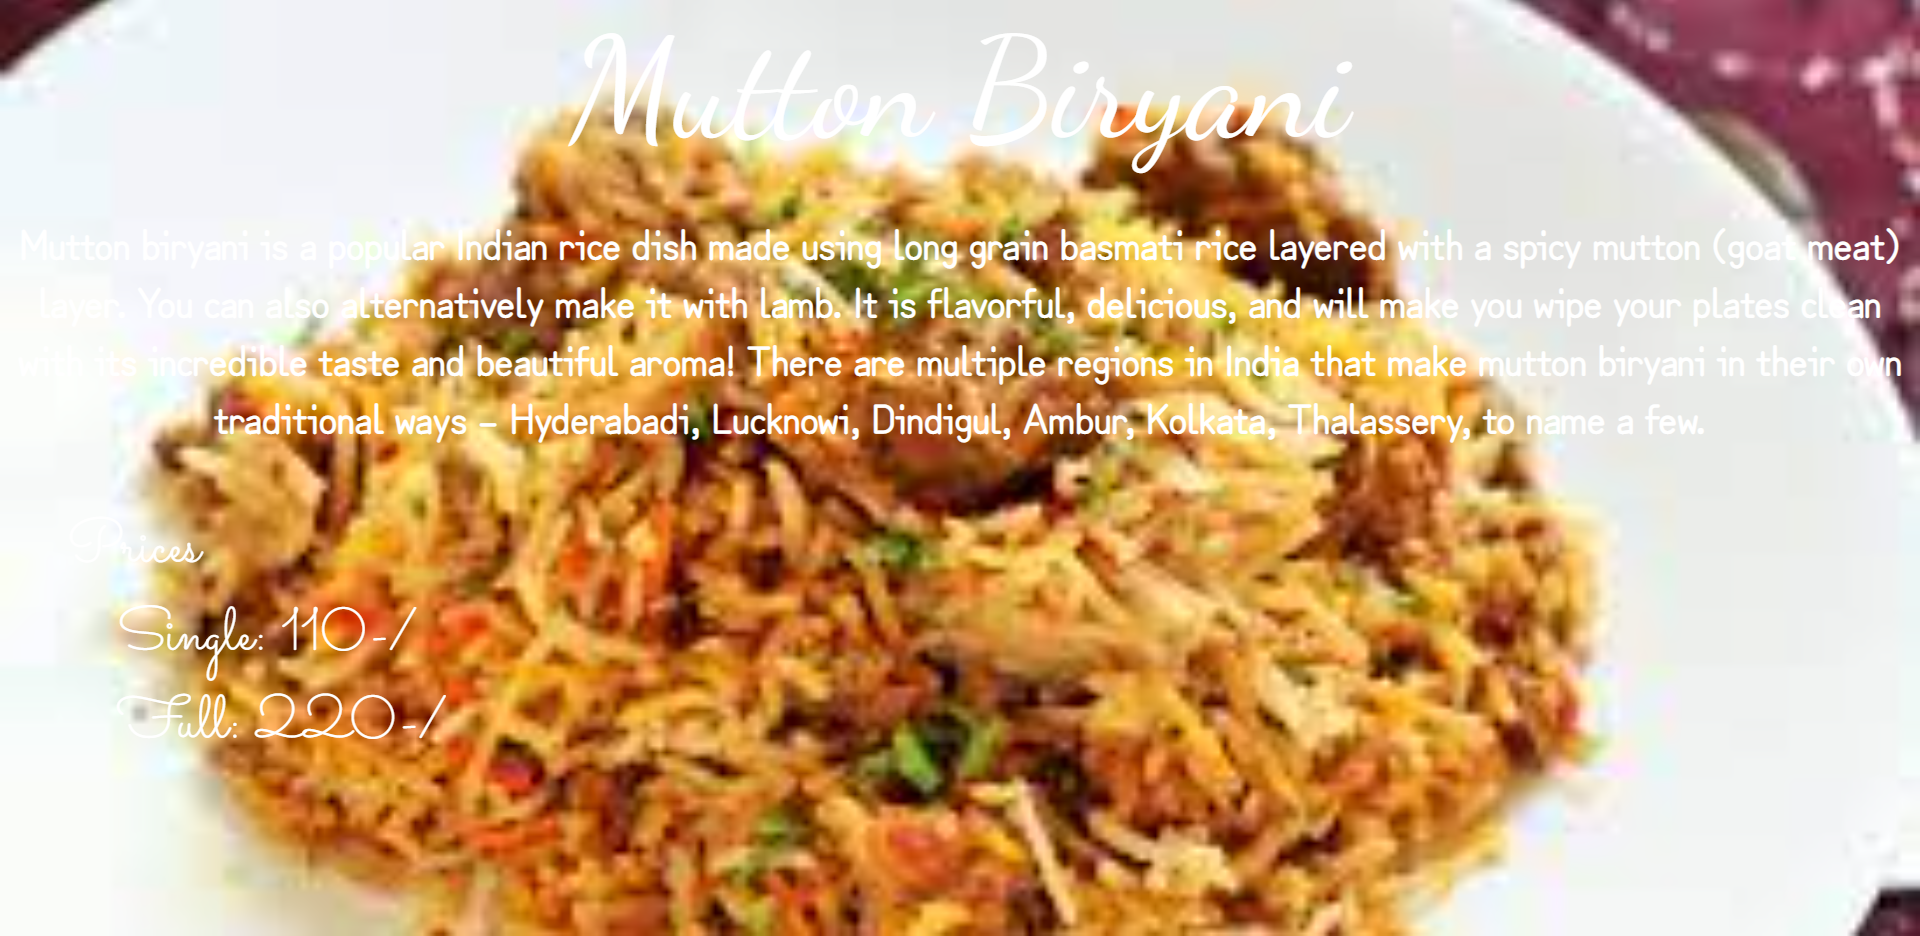 Mutton Biryani
Mutton biryani is a popular Indian rice dish made using long grain basmati rice layered with a spicy mutton (goat meat)
layer. You can also alternatively make it with lamb. It is flavorful, delicious, and will make you wipe your plates clean
with its incredible taste and beautiful aroma! There are multiple regions in India that make mutton biryani in their own
traditional ways – Hyderabadi, Lucknowi, Dindigul, Ambur, Kolkata, Thalassery, to name a few.
Prices
Single: 110-/
Full: 220-/